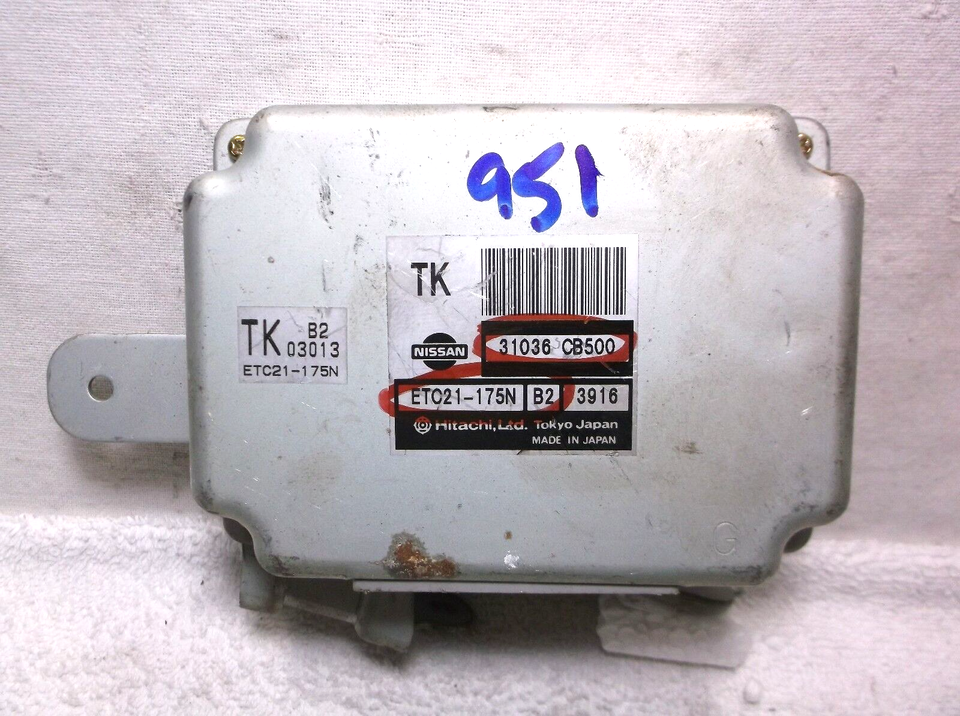 951
TK
NISSAN
31036 CB500
ETC21-175N B2 3916
Hitachi, Ltd. Tokyo Japan
MADE IN JAPAN
TK B2
03013
ETC21-175N
G